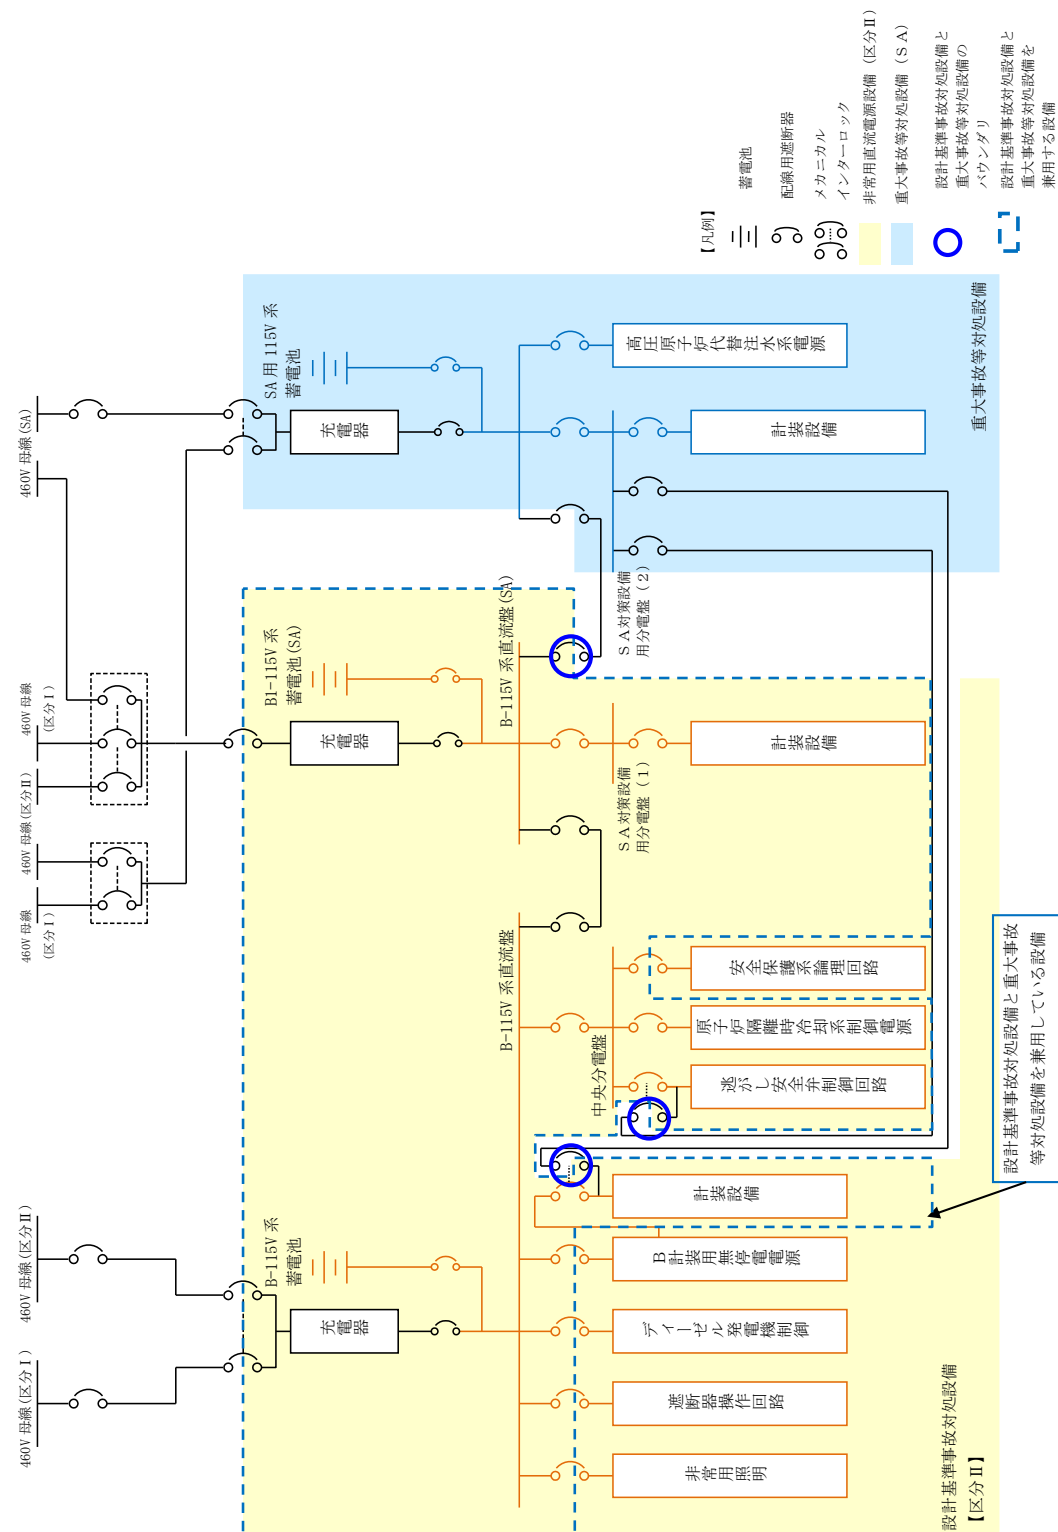 【凡例】
蓄電池
配線用遮断器
メカニカル
インターロック
非常用直流電源設備（区分Ⅱ）
重大事故等対処設備（ＳＡ）
設計基準事故対処設備と
重大事故等対処設備の
バウンダリ
設計基準事故対処設備と
重大事故等対処設備を
兼用する設備
460V 母線(SA)
SA 用 115V 系
蓄電池
充電器
高圧原子炉代替注水系電源
計装設備
重大事故等対処設備
ＳＡ対策設備
用分電盤（２）
460V 母線
(区分Ⅰ)
460V 母線(区分Ⅱ)
460V 母線
(区分Ⅰ)
B1-115V 系
蓄電池(SA)
充電器
B-115V 系直流盤(SA)
ＳＡ対策設備
用分電盤（１）
計装設備
B-115V 系直流盤
中央分電盤
安全保護系論理回路
原子炉隔離時冷却系制御電源
逃がし安全弁制御回路
設計基準事故対処設備と重大事故
等対処設備を兼用している設備
460V 母線(区分Ⅱ)
460V 母線(区分Ⅰ)
B-115V 系
蓄電池
充電器
計装設備
Ｂ計装用無停電電源
ディーゼル発電機制御
遮断器操作回路
非常用照明
設計基準事故対処設備
【区分Ⅱ】